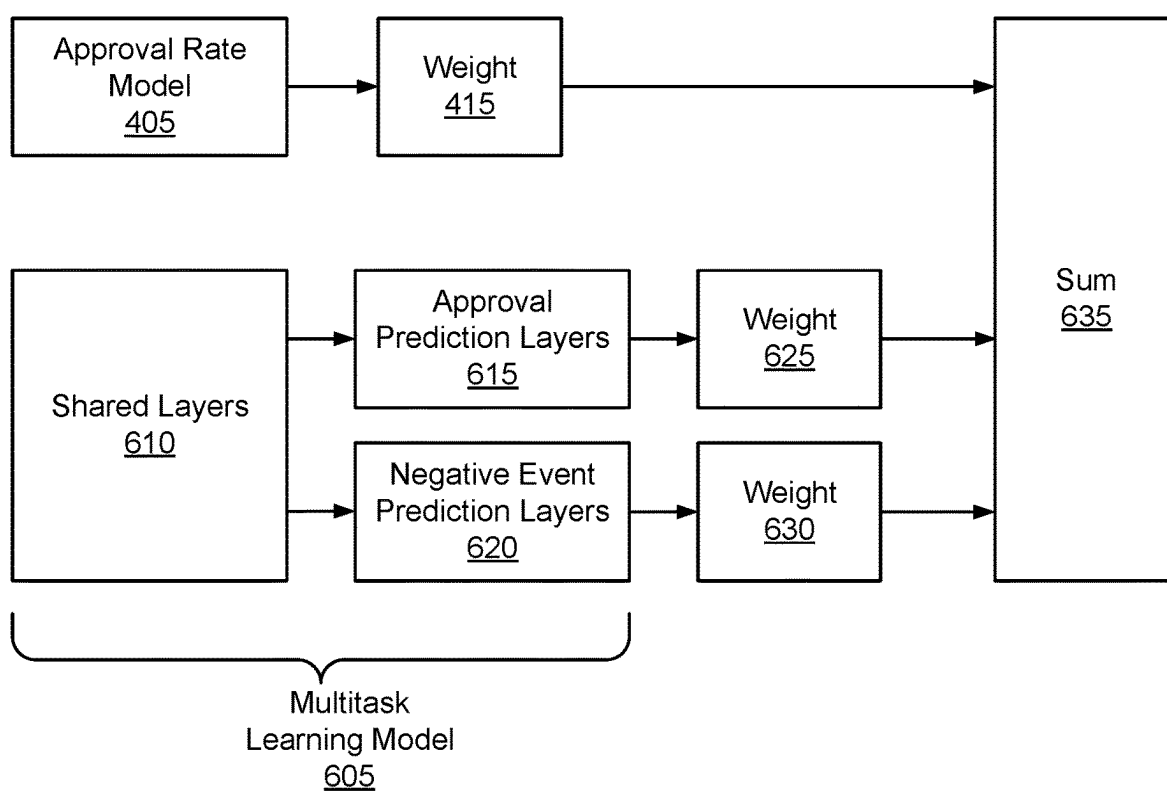 Approval Rate
Model
405
Weight
415
Sum
635
Shared Layers
610
Approval
Prediction Layers
615
Weight
625
Negative Event
Prediction Layers
620
Weight
630
Multitask
Learning Model
605